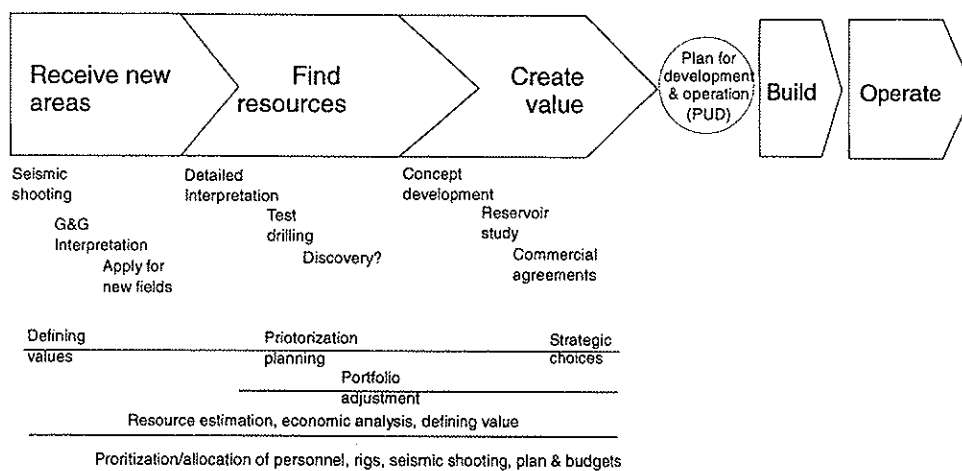 Receive new
areas
Find
resources
Create
value
Plan for
development
& operation
(PUD)
Build
Operate
Seismic
shooting
G&G
Interpretation
Apply for
new fields
Detailed
Interpretation
Test
drilling
Discovery?
Concept
development
Reservoir
study
Commercial
agreements
Defining
values
Priotorization
planning
Strategic
choices
Portfolio
adjustment
Resource estimation, economic analysis, defining value
Proritization/allocation of personnel, rigs, seismic shooting, plan & budgets